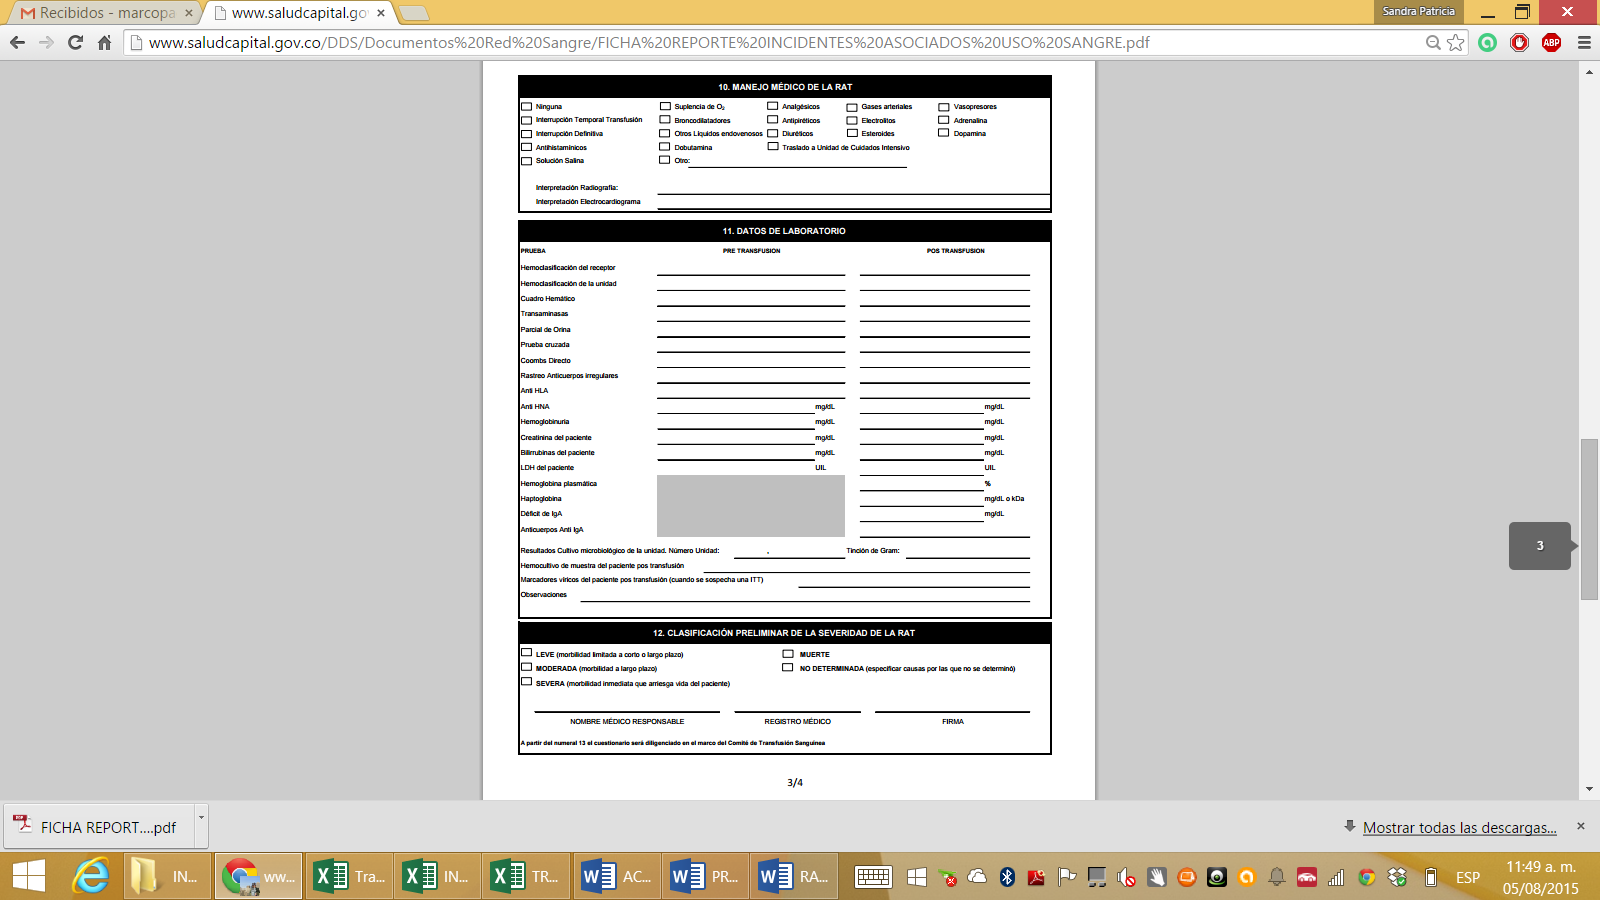 Recibidos - marcopa
www.saludcapital.go
Sandra Patricia
www.saludcapital.gov.co/DDS/Documentos%20Red%20Sangre/FICHA%20REPORTE%20INCIDENTES%20ASOCIADOS%20USO%20SANGRE.pdf
ABP
10. MANEJO MÉDICO DE LA RAT
Ninguna Suplencia de O₂ Analgésicos Gases arteriales Vasopresores
Interrupción Temporal Transfusión Broncodilatadores Antipiréticos Electrolitos Adrenalina
Interrupción Definitiva Otros Líquidos endovenosos Diuréticos Esteroides Dopamina
Antihistamínicos Dobutamina Traslado a Unidad de Cuidados Intensivo
Solución Salina Otro:
Interpretación Radiografía:
Interpretación Electrocardiograma
11. DATOS DE LABORATORIO
PRUEBA PRE TRANSFUSION POS TRANSFUSION
Hemoclasificación del receptor
Hemoclasificación de la unidad
Cuadro Hemático
Transaminasas
Parcial de Orina
Prueba cruzada
Coombs Directo
Rastreo Anticuerpos irregulares
Anti HLA
Anti HNA mg/dL mg/dL
Hemoglobinuria mg/dL mg/dL
Creatinina del paciente mg/dL mg/dL
Bilirrubinas del paciente mg/dL mg/dL
LDH del paciente UIL UIL
Hemoglobina plasmática %
Haptoglobina mg/dL o kDa
Déficit de IgA mg/dL
Anticuerpos Anti IgA
Resultados Cultivo microbiológico de la unidad. Número Unidad: , Tinción de Gram:
Hemocultivo de muestra del paciente pos transfusión
Marcadores víricos del paciente pos transfusión (cuando se sospecha una ITT)
Observaciones
12. CLASIFICACIÓN PRELIMINAR DE LA SEVERIDAD DE LA RAT
LEVE (morbilidad limitada a corto o largo plazo) MUERTE
MODERADA (morbilidad a largo plazo) NO DETERMINADA (especificar causas por las que no se determinó)
SEVERA (morbilidad inmediata que arriesga vida del paciente)
NOMBRE MÉDICO RESPONSABLE REGISTRO MÉDICO FIRMA
A partir del numeral 13 el cuestionario será diligenciado en el marco del Comité de Transfusión Sanguínea
3/4
3
FICHA REPORT....pdf
Mostrar todas las descargas...
IN... ww... Tra... IN... TR... AC... PR... RA... ESP
11:49 a. m.
05/08/2015